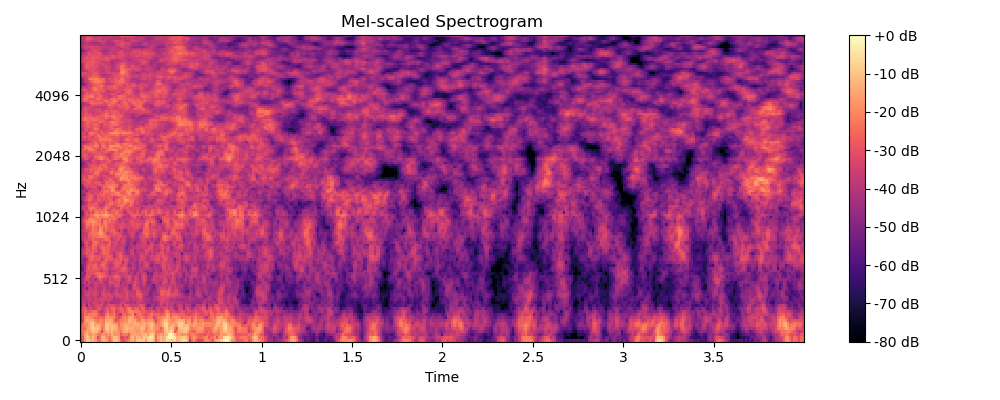 Mel-scaled Spectrogram
+0 dB
-10 dB
-20 dB
-30 dB
-40 dB
-50 dB
-60 dB
-70 dB
-80 dB
Hz
4096
2048
1024
512
0
0 0.5 1 1.5 2 2.5 3 3.5
Time